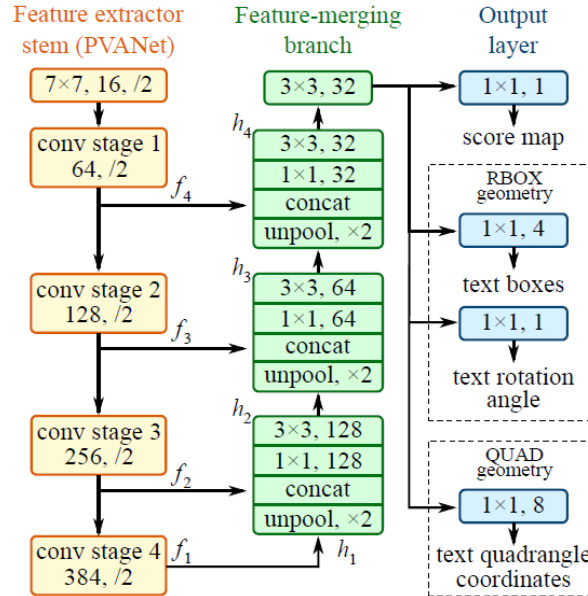 Feature extractor
stem (PVANet)
7×7, 16, /2
conv stage 1
64, /2
f4
conv stage 2
128, /2
f3
conv stage 3
256, /2
f2
conv stage 4
384, /2
f1
Feature-merging
branch
3×3, 32
h4
3×3, 32
1×1, 32
concat
unpool, ×2
h3
3×3, 64
1×1, 64
concat
unpool, ×2
h2
3×3, 128
1×1, 128
concat
unpool, ×2
h1
Output
layer
1×1, 1
score map
RBOX
geometry
1×1, 4
text boxes
1×1, 1
text rotation
angle
QUAD
geometry
1×1, 8
text quadrangle
coordinates